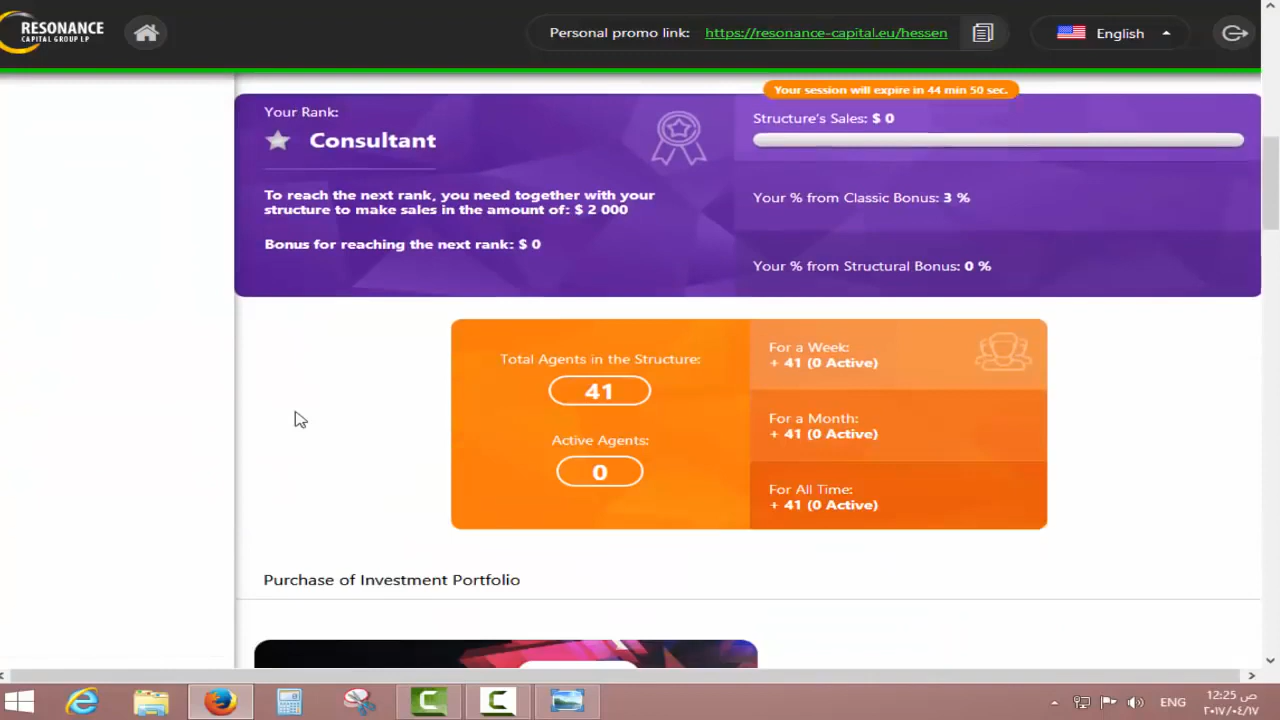 RESONANCE
CAPITAL GROUP LP
Personal promo link: https://resonance-capital.eu/hessen
English
Your session will expire in 44 min 50 sec.
Your Rank:
Consultant
To reach the next rank, you need together with your
structure to make sales in the amount of: $ 2 000
Bonus for reaching the next rank: $ 0
Structure's Sales: $ 0
Your % from Classic Bonus: 3 %
Your % from Structural Bonus: 0 %
Total Agents in the Structure:
41
Active Agents:
0
For a Week:
+ 41 (0 Active)
For a Month:
+ 41 (0 Active)
For All Time:
+ 41 (0 Active)
Purchase of Investment Portfolio
ENG
12:25 ص
٢٠١٧/٠٤/١٧